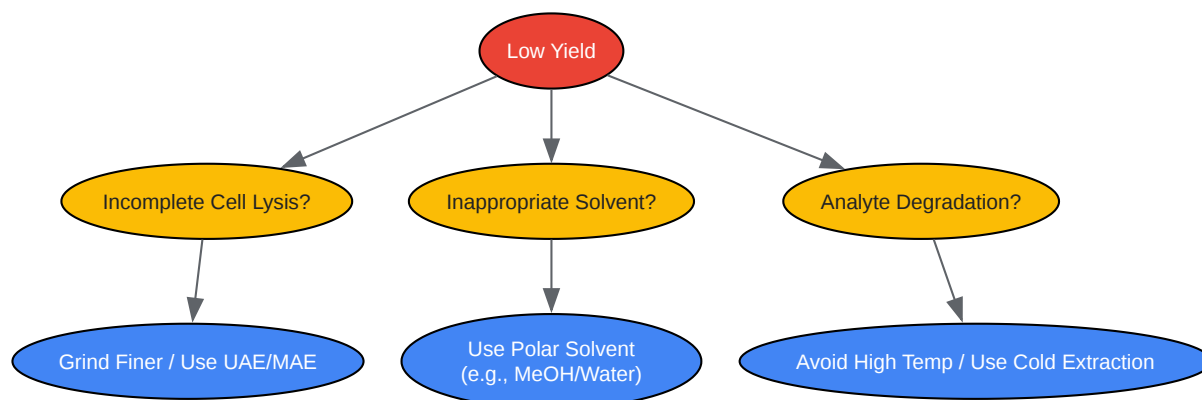 Low Yield
Incomplete Cell Lysis?
Inappropriate Solvent?
Analyte Degradation?
Grind Finer / Use UAE/MAE
Use Polar Solvent
(e.g., MeOH/Water)
Avoid High Temp / Use Cold Extraction